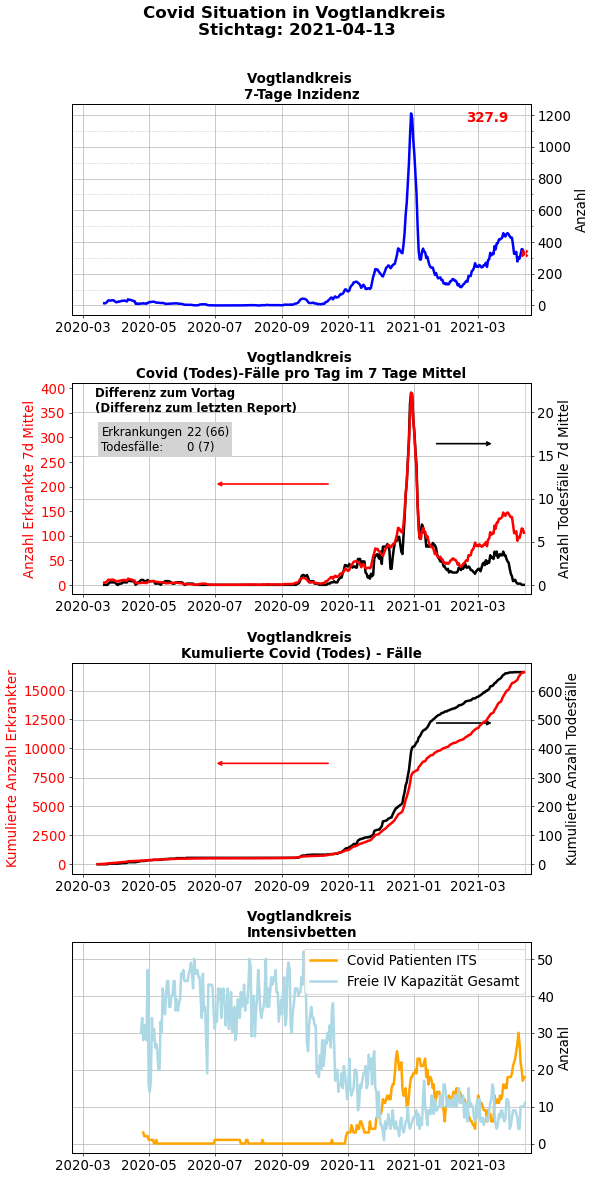 Covid Situation in Vogtlandkreis
Stichtag: 2021-04-13
Vogtlandkreis
7-Tage Inzidenz
327.9
1200
1000
800
600
400
200
0
Anzahl
2020-03 2020-05 2020-07 2020-09 2020-11 2021-01 2021-03
Vogtlandkreis
Covid (Todes)-Fälle pro Tag im 7 Tage Mittel
Differenz zum Vortag
(Differenz zum letzten Report)
Erkrankungen 22 (66)
Todesfälle: 0 (7)
Anzahl Erkrankte 7d Mittel
400
350
300
250
200
150
100
50
0
20
15
10
5
0
Anzahl Todesfälle 7d Mittel
2020-03 2020-05 2020-07 2020-09 2020-11 2021-01 2021-03
Vogtlandkreis
Kumulierte Covid (Todes) - Fälle
Kumulierte Anzahl Erkrankter
15000
12500
10000
7500
5000
2500
0
600
500
400
300
200
100
0
Kumulierte Anzahl Todesfälle
2020-03 2020-05 2020-07 2020-09 2020-11 2021-01 2021-03
Vogtlandkreis
Intensivbetten
Covid Patienten ITS
Freie IV Kapazität Gesamt
50
40
30
20
10
0
Anzahl
2020-03 2020-05 2020-07 2020-09 2020-11 2021-01 2021-03